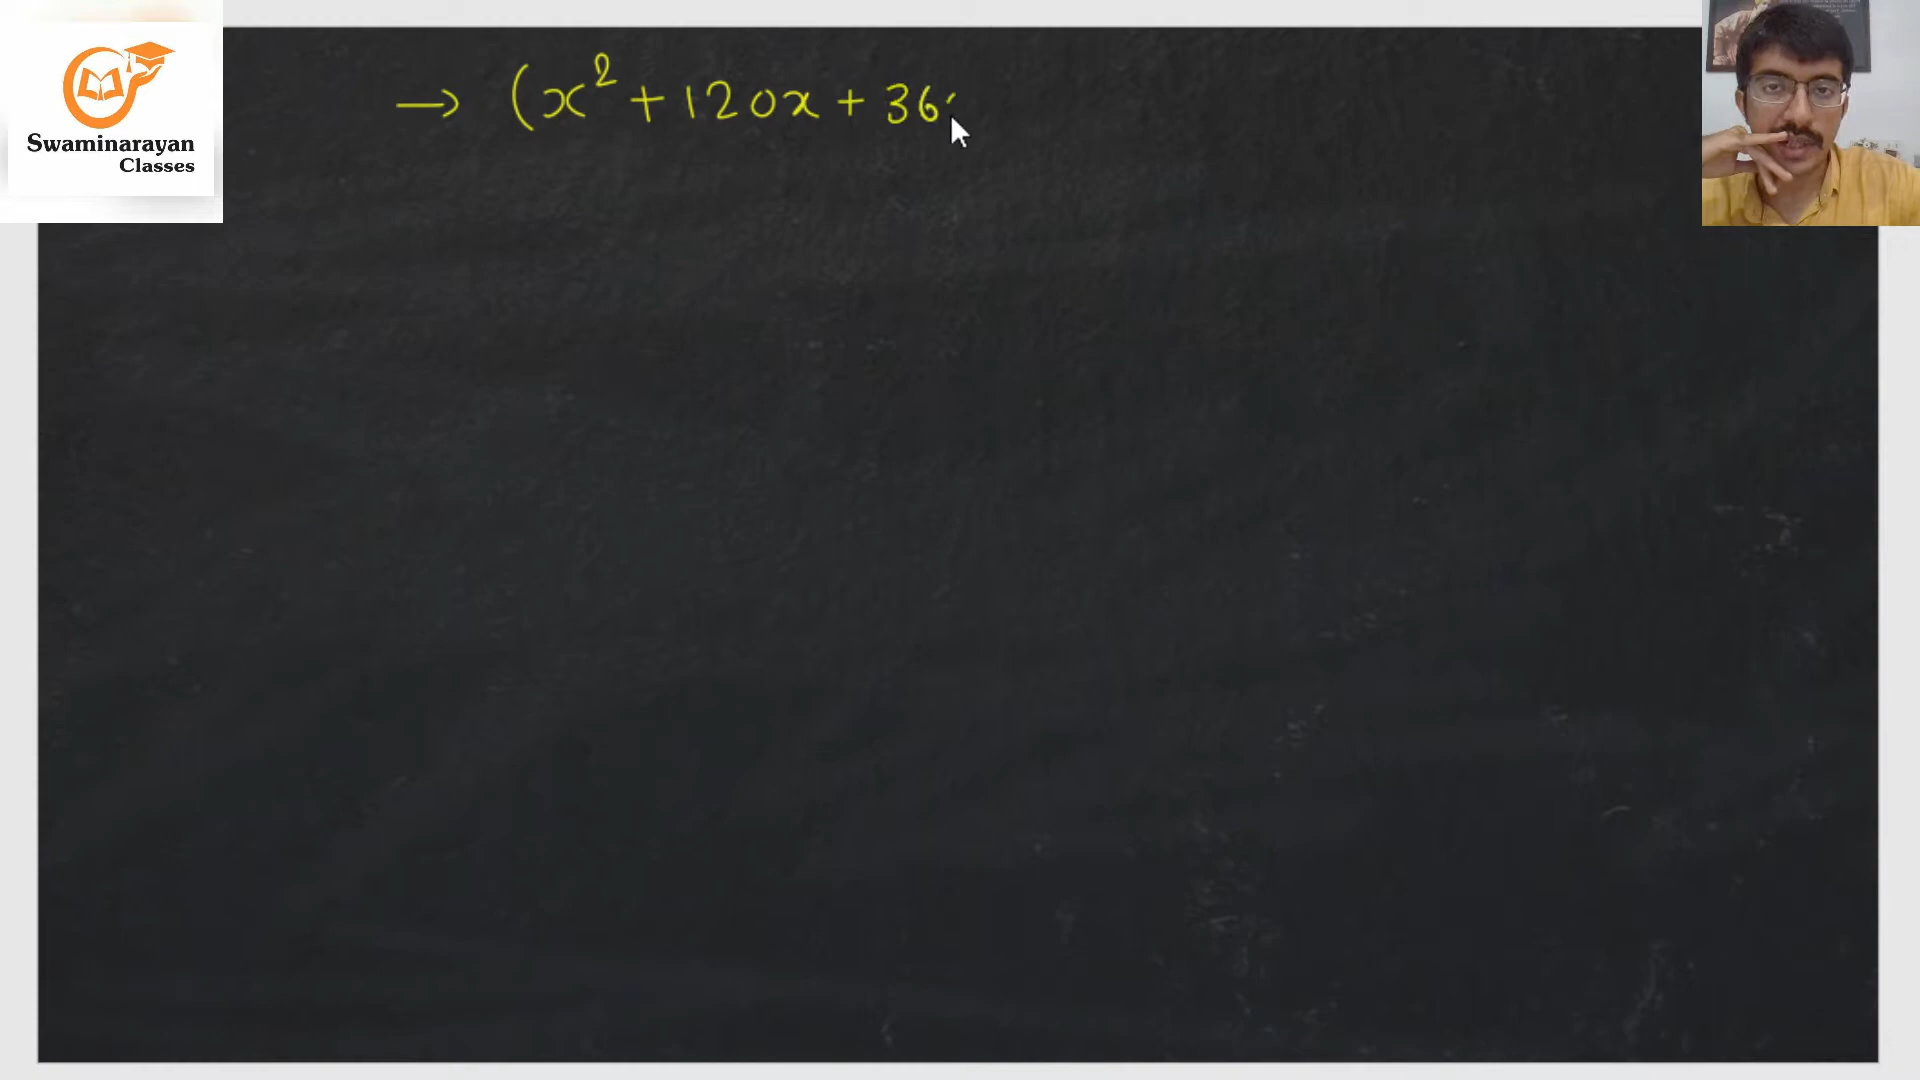 Swaminarayan
Classes
→ (x² + 120x + 36